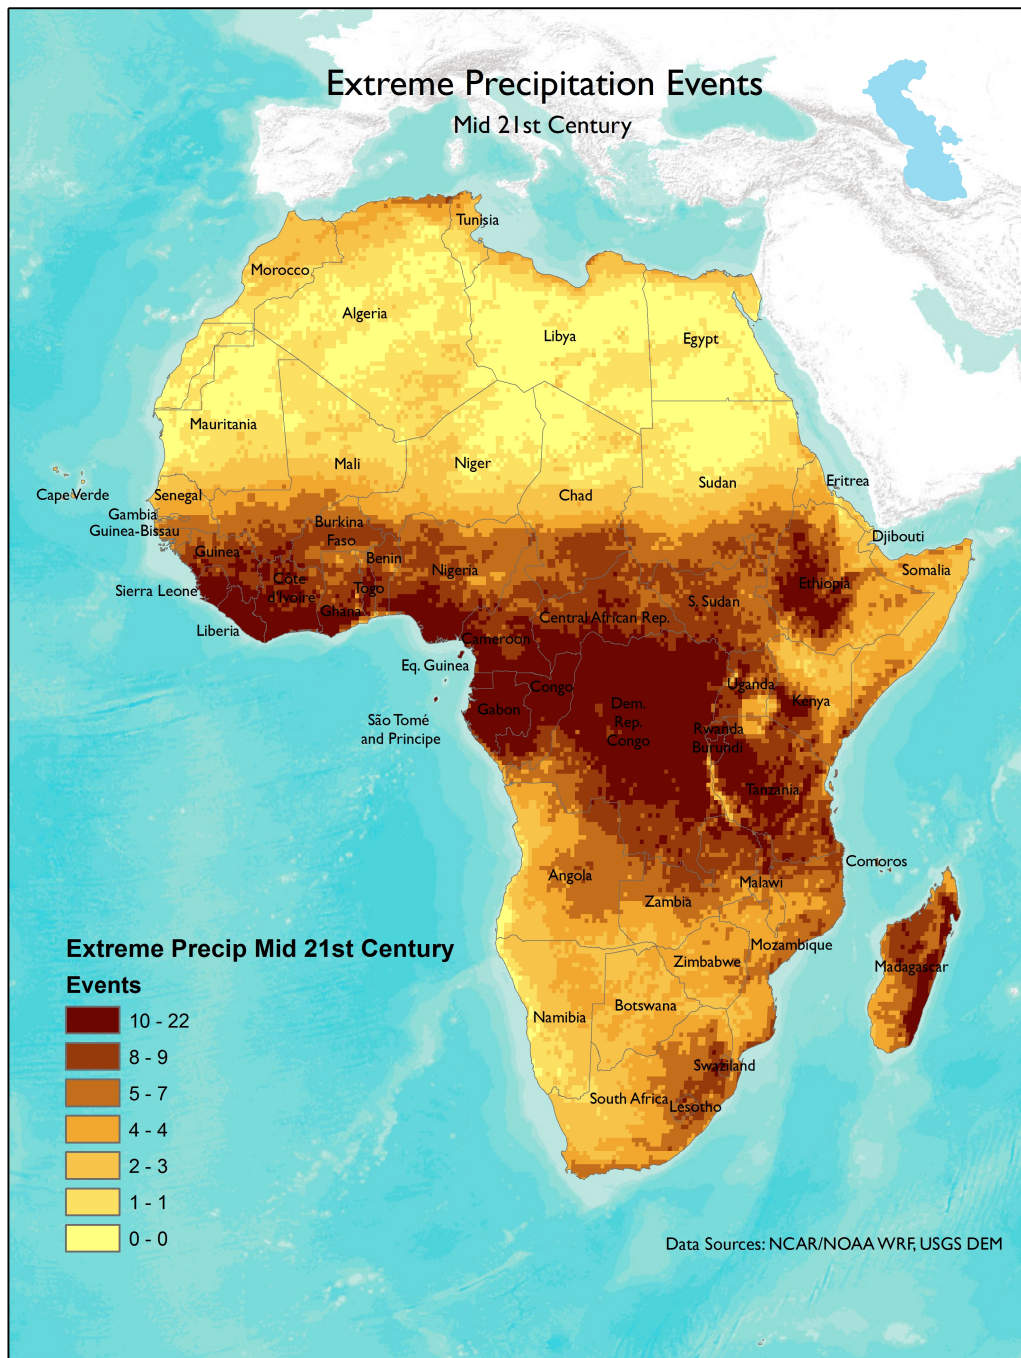 Extreme Precipitation Events
Mid 21st Century
Tunisia
Morocco
Algeria
Libya
Egypt
Mauritania
Mali
Niger
Chad
Sudan
Eritrea
Cape Verde
Senegal
Gambia
Guinea-Bissau
Burkina
Faso
Djibouti
Guinea
Benin
Nigeria
Somalia
Sierra Leone
Côte
d'Ivoire
Togo
Ethiopia
Ghana
Central African Rep.
S. Sudan
Liberia
Cameroon
Eq. Guinea
Congo
Uganda
Kenya
Gabon
Dem.
Rep.
Congo
São Tomé
and Principe
Rwanda
Burundi
Tanzania
Comoros
Angola
Malawi
Zambia
Mozambique
Zimbabwe
Madagascar
Botswana
Namibia
Swaziland
South Africa
Lesotho
Extreme Precip Mid 21st Century
Events
10 - 22
8 - 9
5 - 7
4 - 4
2 - 3
1 - 1
0 - 0
Data Sources: NCAR/NOAA WRF, USGS DEM